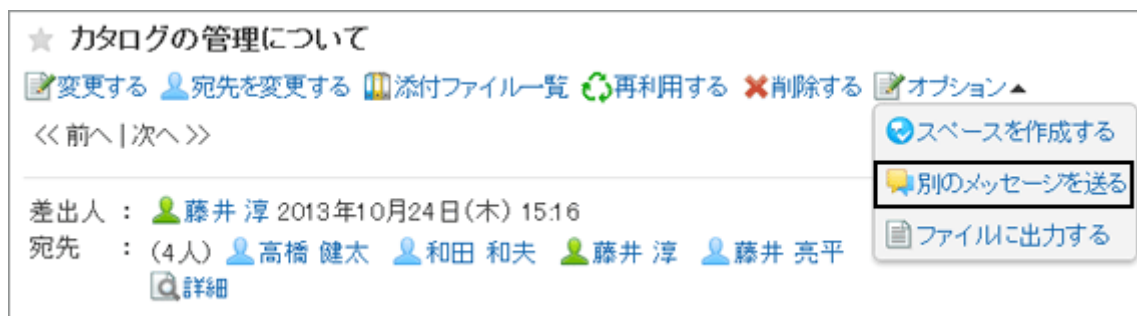 カタログの管理について
変更する 宛先を変更する 添付ファイル一覧 再利用する 削除する オプション▲
<< 前へ | 次へ >>
スペースを作成する
別のメッセージを送る
ファイルに出力する
差出人 : 藤井 淳 2013年10月24日(木) 15:16
宛先 : (4人) 高橋 健太 和田 和夫 藤井 淳 藤井 亮平
詳細